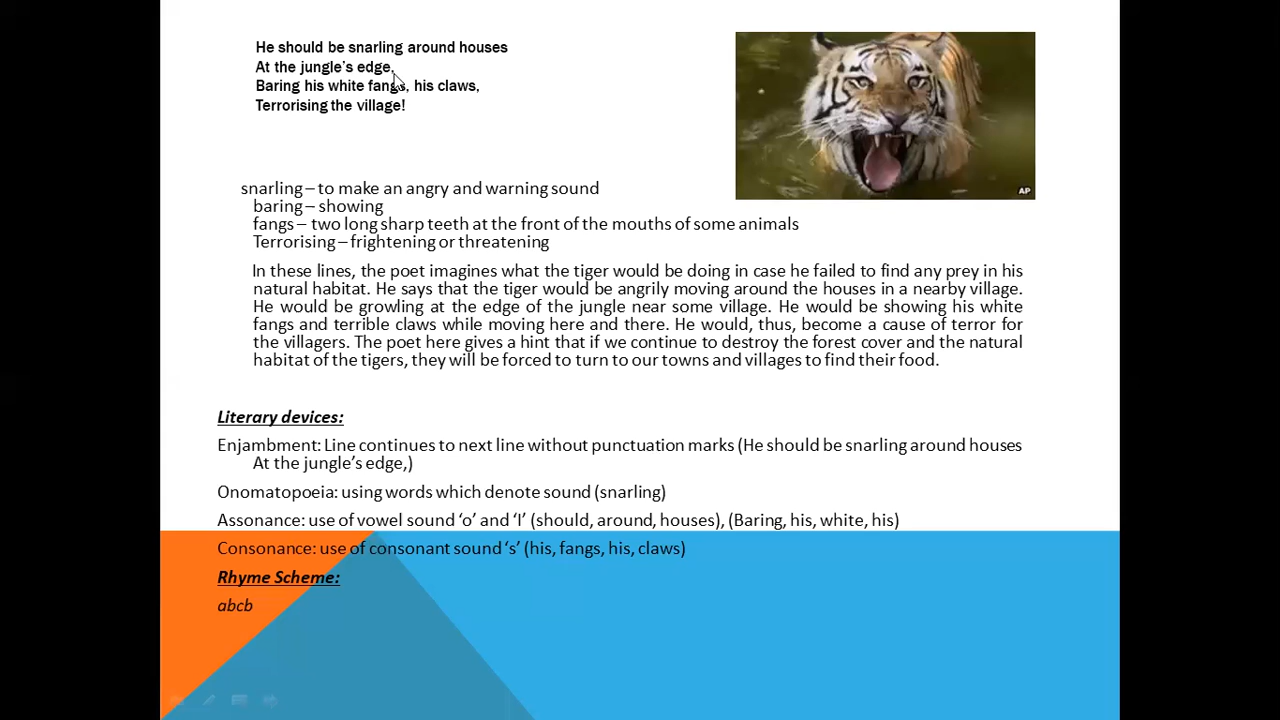 He should be snarling around houses
At the jungle's edge,
Baring his white fangs, his claws,
Terrorising the village!
AP
snarling – to make an angry and warning sound
baring – showing
fangs – two long sharp teeth at the front of the mouths of some animals
Terrorising – frightening or threatening
In these lines, the poet imagines what the tiger would be doing in case he failed to find any prey in his
natural habitat. He says that the tiger would be angrily moving around the houses in a nearby village.
He would be growling at the edge of the jungle near some village. He would be showing his white
fangs and terrible claws while moving here and there. He would, thus, become a cause of terror for
the villagers. The poet here gives a hint that if we continue to destroy the forest cover and the natural
habitat of the tigers, they will be forced to turn to our towns and villages to find their food.
Literary devices:
Enjambment: Line continues to next line without punctuation marks (He should be snarling around houses
At the jungle's edge,)
Onomatopoeia: using words which denote sound (snarling)
Assonance: use of vowel sound 'o' and 'I' (should, around, houses), (Baring, his, white, his)
Consonance: use of consonant sound 's' (his, fangs, his, claws)
Rhyme Scheme:
abcb